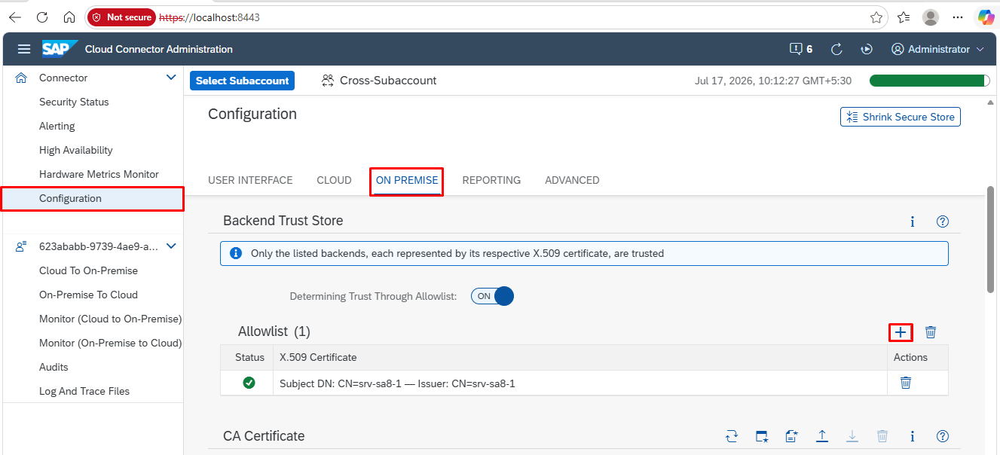 Not secure https://localhost:8443
SAP Cloud Connector Administration 6 Administrator
Connector
Security Status
Alerting
High Availability
Hardware Metrics Monitor
Configuration
623ababb-9739-4ae9-a...
Cloud To On-Premise
On-Premise To Cloud
Monitor (Cloud to On-Premise)
Monitor (On-Premise to Cloud)
Audits
Log And Trace Files
Select Subaccount Cross-Subaccount Jul 17, 2026, 10:12:27 GMT+5:30
Configuration
Shrink Secure Store
USER INTERFACE CLOUD ON PREMISE REPORTING ADVANCED
Backend Trust Store
Only the listed backends, each represented by its respective X.509 certificate, are trusted
Determining Trust Through Allowlist: ON
Allowlist (1)
Status X.509 Certificate Actions
Subject DN: CN=srv-sa8-1 — Issuer: CN=srv-sa8-1
CA Certificate